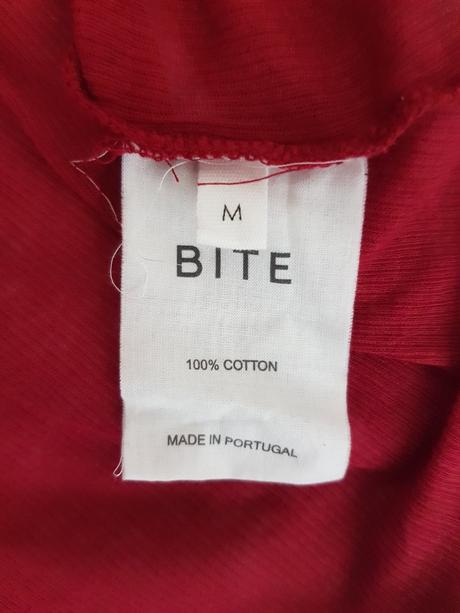 M
BITE
100% COTTON
MADE IN PORTUGAL